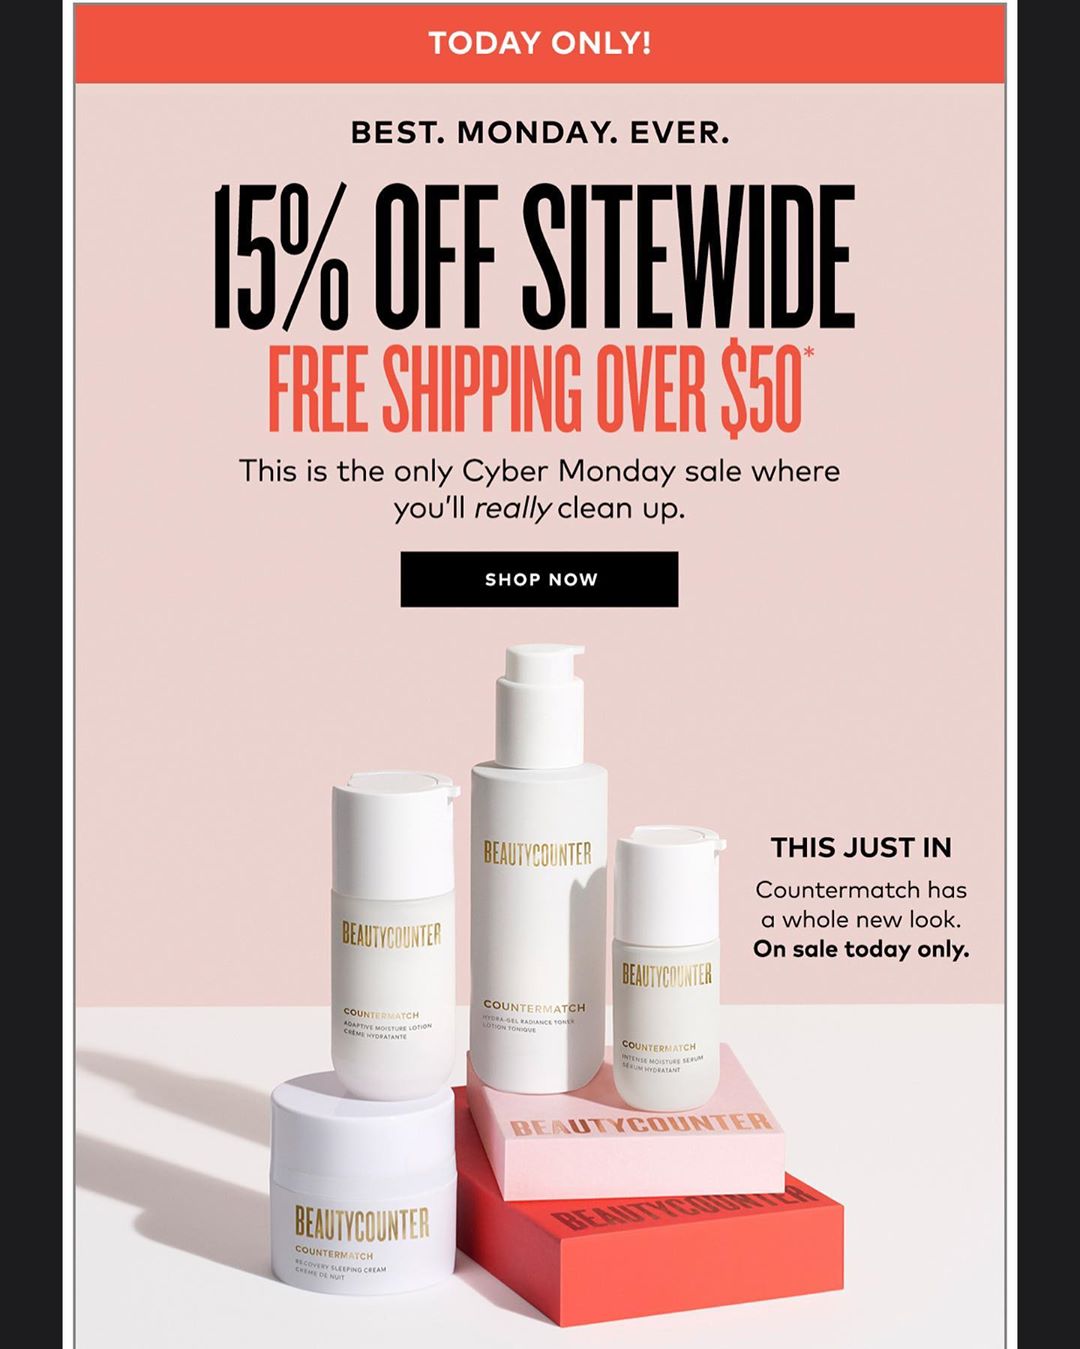 TODAY ONLY!
BEST. MONDAY. EVER.
15% OFF SITEWIDE
FREE SHIPPING OVER $50*
This is the only Cyber Monday sale where
you'll really clean up.
SHOP NOW
THIS JUST IN
Countermatch has
a whole new look.
On sale today only.
BEAUTYCOUNTER
COUNTERMATCH
ADAPTIVE MOISTURE LOTION
CRÈME HYDRATANTE
BEAUTYCOUNTER
COUNTERMATCH
HYDRA-GEL RADIANCE TONER
LOTION TONIQUE
BEAUTYCOUNTER
COUNTERMATCH
INTENSE MOISTURE SERUM
SÉRUM HYDRATANT
BEAUTYCOUNTER
COUNTERMATCH
RECOVERY SLEEPING CREAM
CRÈME DE NUIT
BEAUTYCOUNTER
BEAUTYCOUNTER